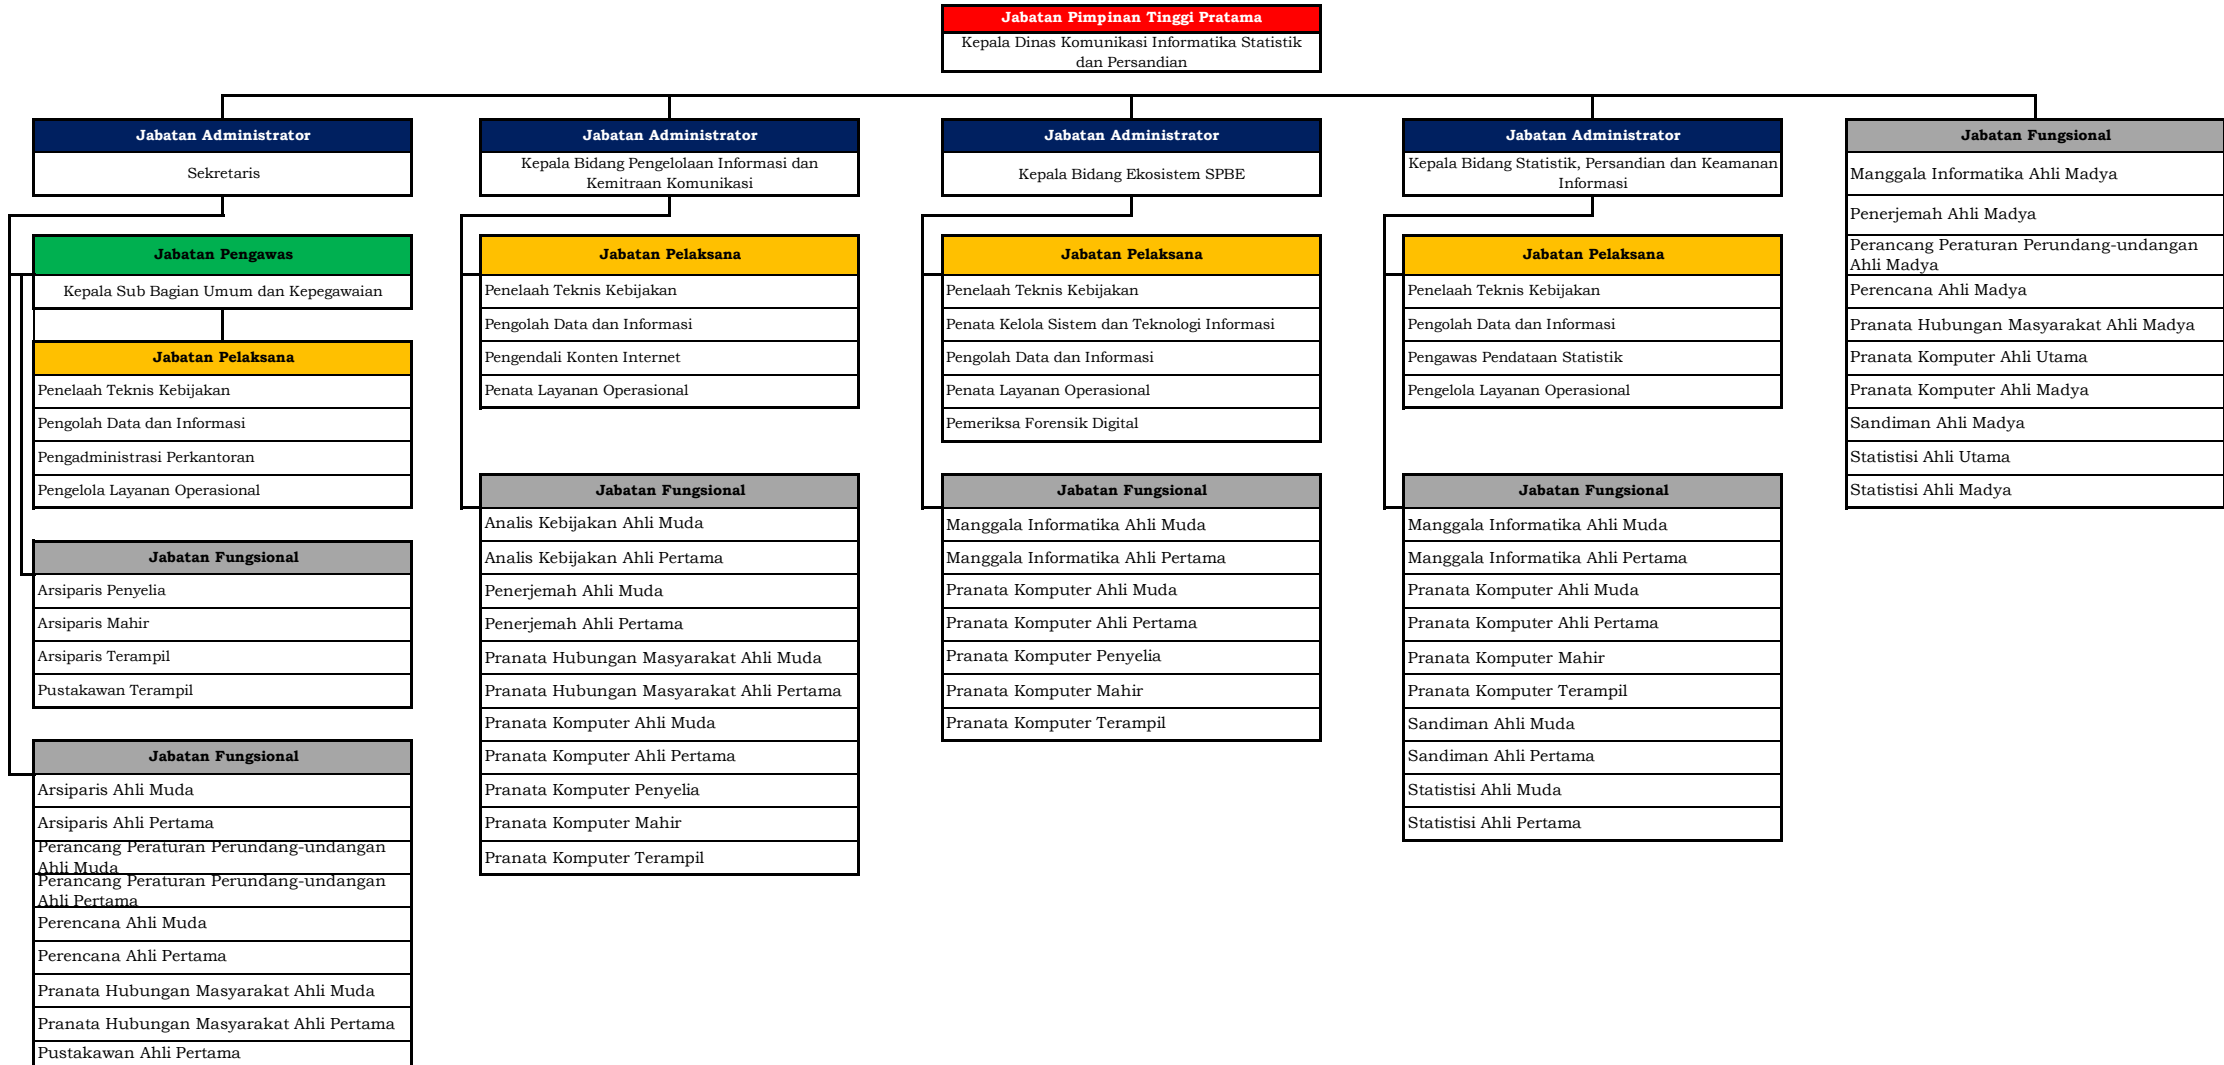 Jabatan Pimpinan Tinggi Pratama
Kepala Dinas Komunikasi Informatika Statistik
dan Persandian
Jabatan Administrator
Sekretaris
Jabatan Pengawas
Kepala Sub Bagian Umum dan Kepegawaian
Jabatan Pelaksana
Penelaah Teknis Kebijakan
Pengolah Data dan Informasi
Pengadministrasi Perkantoran
Pengelola Layanan Operasional
Jabatan Fungsional
Arsiparis Penyelia
Arsiparis Mahir
Arsiparis Terampil
Pustakawan Terampil
Jabatan Fungsional
Arsiparis Ahli Muda
Arsiparis Ahli Pertama
Perancang Peraturan Perundang-undangan
Ahli Muda
Perancang Peraturan Perundang-undangan
Ahli Pertama
Perencana Ahli Muda
Perencana Ahli Pertama
Pranata Hubungan Masyarakat Ahli Muda
Pranata Hubungan Masyarakat Ahli Pertama
Pustakawan Ahli Pertama
Jabatan Administrator
Kepala Bidang Pengelolaan Informasi dan
Kemitraan Komunikasi
Jabatan Pelaksana
Penelaah Teknis Kebijakan
Pengolah Data dan Informasi
Pengendali Konten Internet
Penata Layanan Operasional
Jabatan Fungsional
Analis Kebijakan Ahli Muda
Analis Kebijakan Ahli Pertama
Penerjemah Ahli Muda
Penerjemah Ahli Pertama
Pranata Hubungan Masyarakat Ahli Muda
Pranata Hubungan Masyarakat Ahli Pertama
Pranata Komputer Ahli Muda
Pranata Komputer Ahli Pertama
Pranata Komputer Penyelia
Pranata Komputer Mahir
Pranata Komputer Terampil
Jabatan Administrator
Kepala Bidang Ekosistem SPBE
Jabatan Pelaksana
Penelaah Teknis Kebijakan
Penata Kelola Sistem dan Teknologi Informasi
Pengolah Data dan Informasi
Penata Layanan Operasional
Pemeriksa Forensik Digital
Jabatan Fungsional
Manggala Informatika Ahli Muda
Manggala Informatika Ahli Pertama
Pranata Komputer Ahli Muda
Pranata Komputer Ahli Pertama
Pranata Komputer Penyelia
Pranata Komputer Mahir
Pranata Komputer Terampil
Jabatan Administrator
Kepala Bidang Statistik, Persandian dan Keamanan
Informasi
Jabatan Pelaksana
Penelaah Teknis Kebijakan
Pengolah Data dan Informasi
Pengawas Pendataan Statistik
Pengelola Layanan Operasional
Jabatan Fungsional
Manggala Informatika Ahli Muda
Manggala Informatika Ahli Pertama
Pranata Komputer Ahli Muda
Pranata Komputer Ahli Pertama
Pranata Komputer Mahir
Pranata Komputer Terampil
Sandiman Ahli Muda
Sandiman Ahli Pertama
Statistisi Ahli Muda
Statistisi Ahli Pertama
Jabatan Fungsional
Manggala Informatika Ahli Madya
Penerjemah Ahli Madya
Perancang Peraturan Perundang-undangan
Ahli Madya
Perencana Ahli Madya
Pranata Hubungan Masyarakat Ahli Madya
Pranata Komputer Ahli Utama
Pranata Komputer Ahli Madya
Sandiman Ahli Madya
Statistisi Ahli Utama
Statistisi Ahli Madya